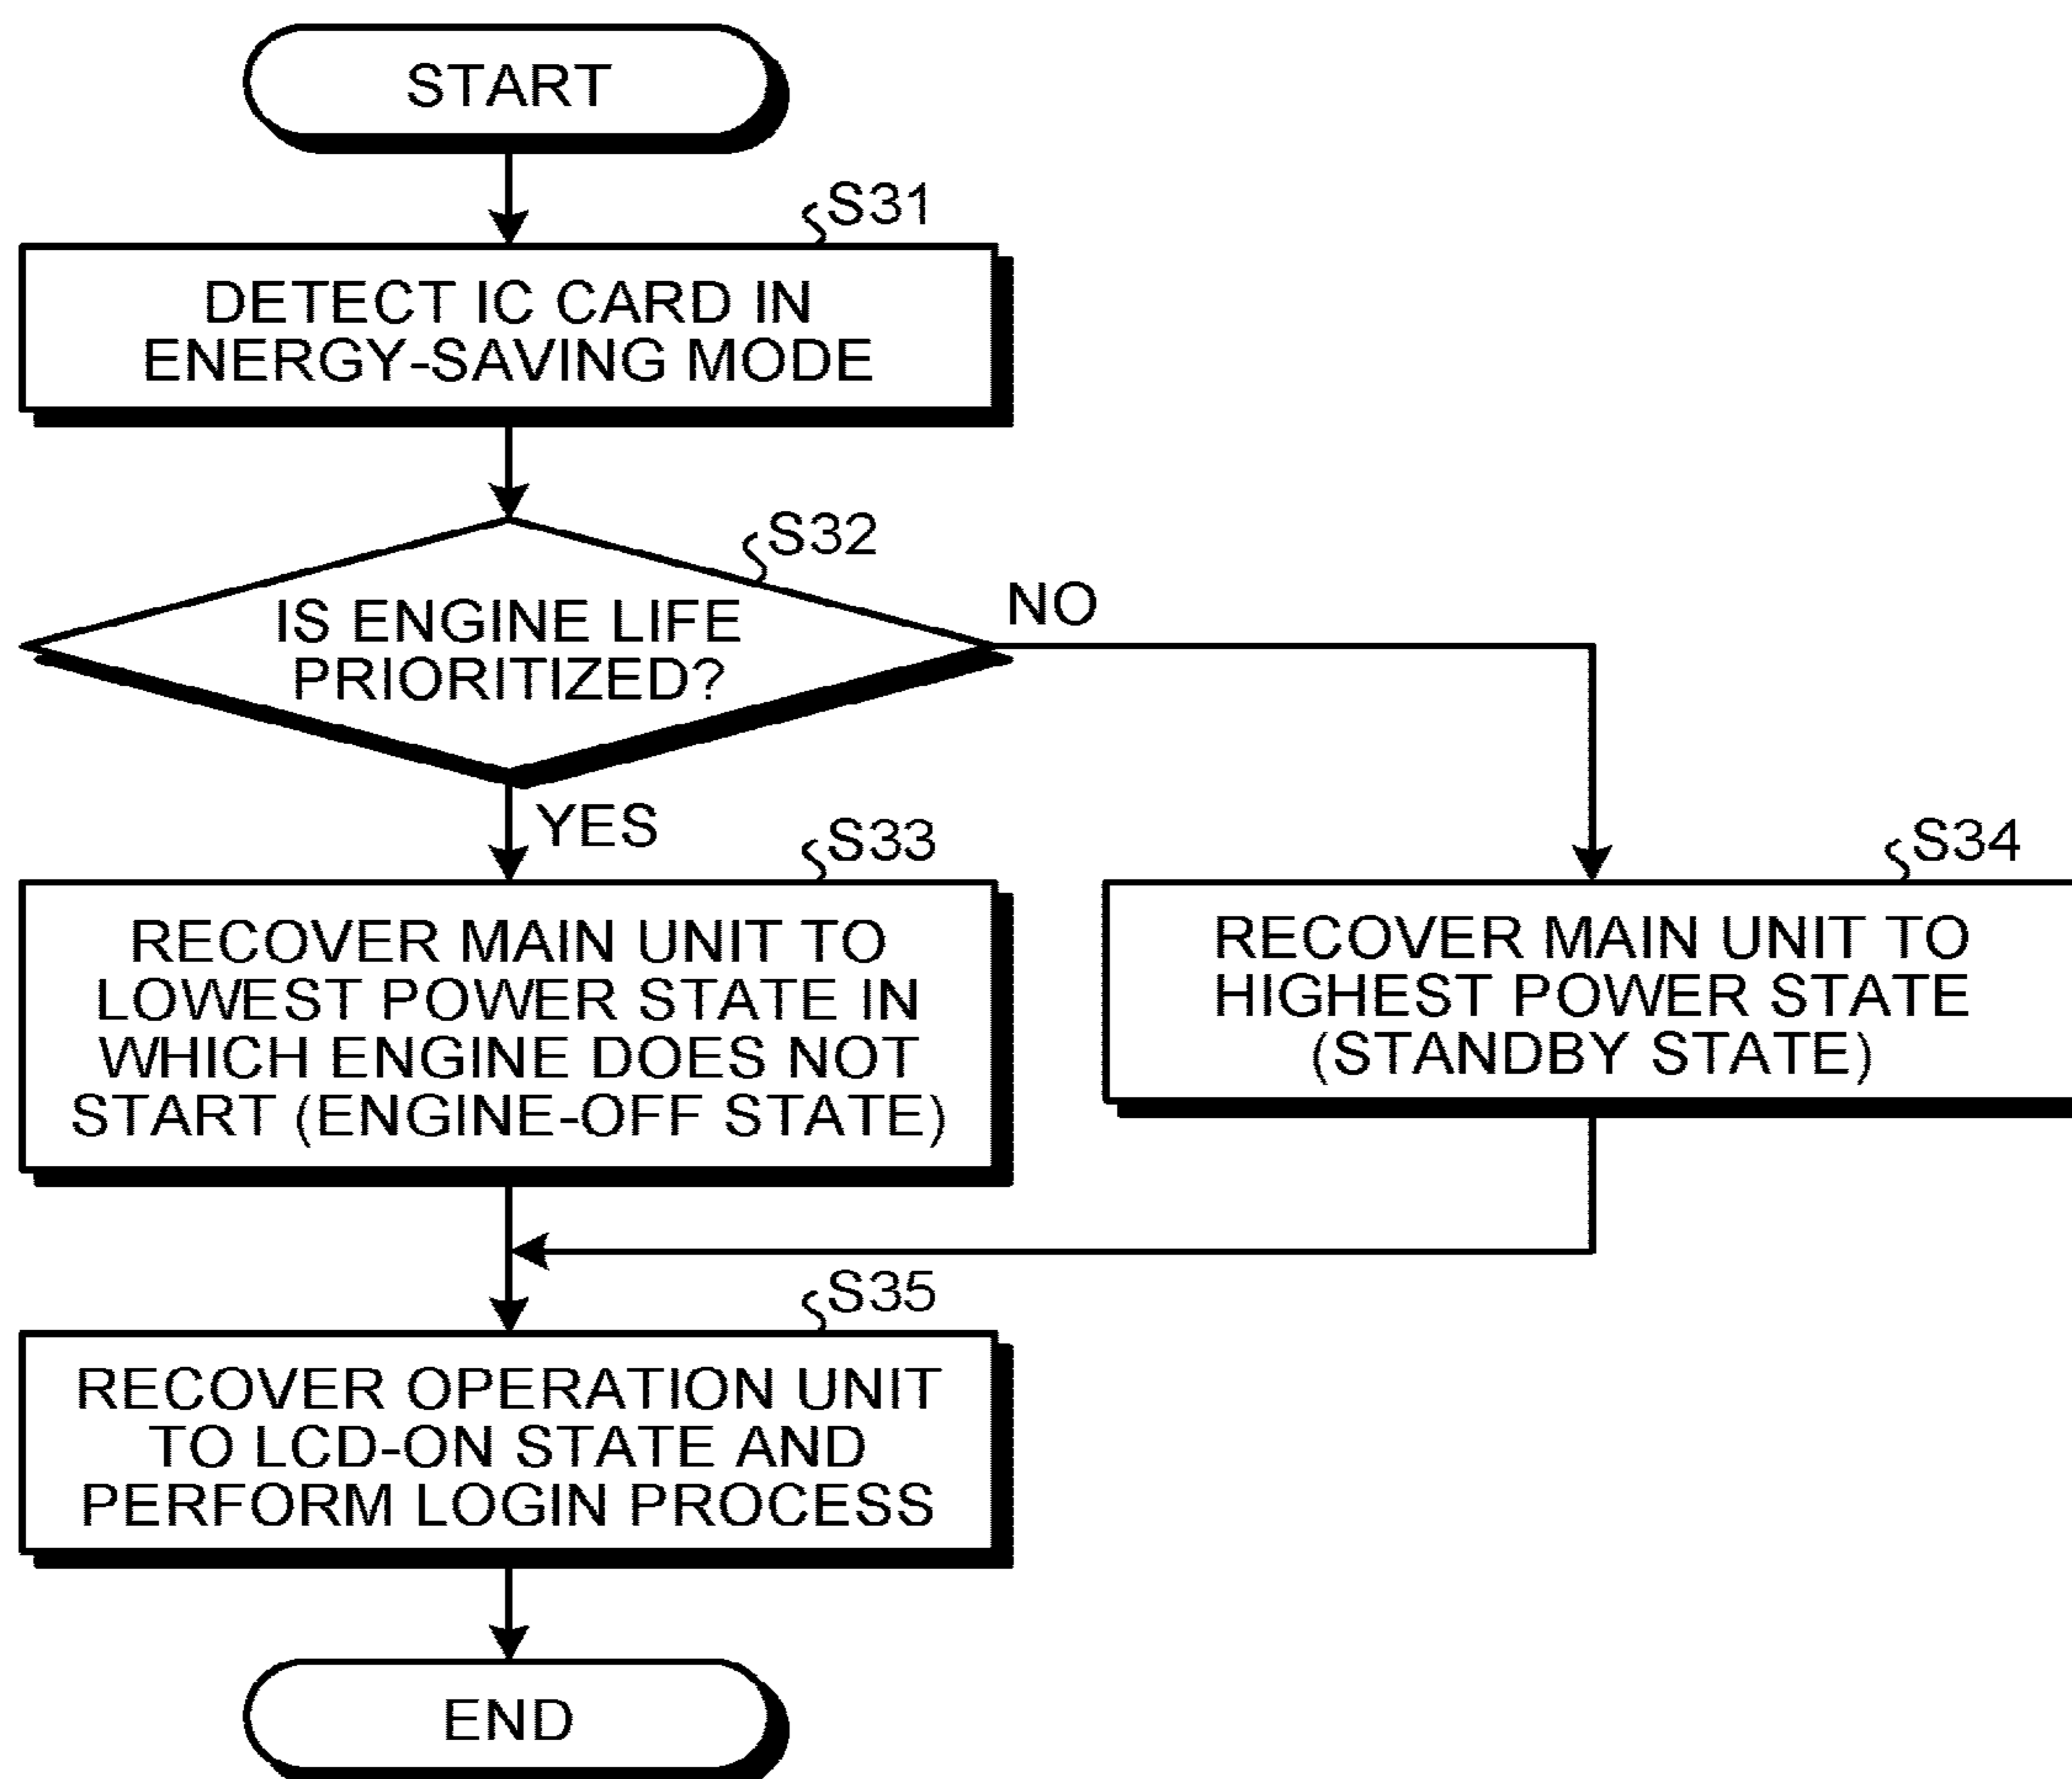 START
S31
DETECT IC CARD IN
ENERGY-SAVING MODE
S32
IS ENGINE LIFE
PRIORITIZED?
NO
YES
S33
RECOVER MAIN UNIT TO
LOWEST POWER STATE IN
WHICH ENGINE DOES NOT
START (ENGINE-OFF STATE)
S34
RECOVER MAIN UNIT TO
HIGHEST POWER STATE
(STANDBY STATE)
S35
RECOVER OPERATION UNIT
TO LCD-ON STATE AND
PERFORM LOGIN PROCESS
END